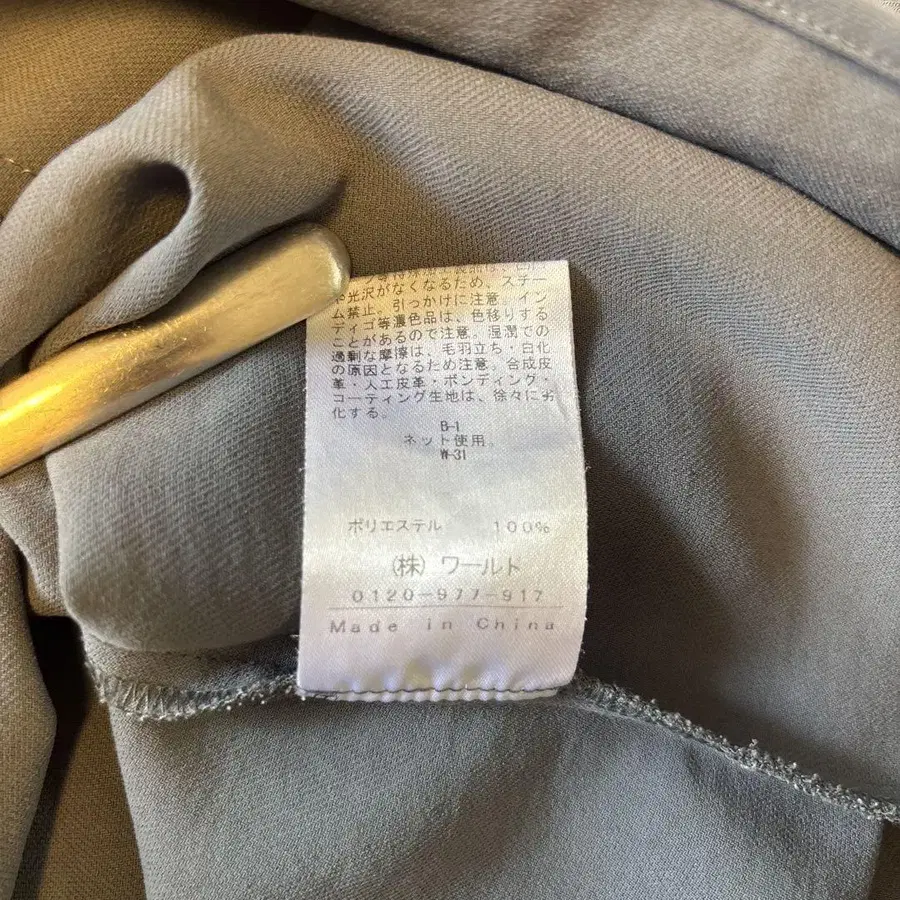 光沢がなくなるため、スチー
ム禁止。引っかけに注意。イン
ディゴ等濃色品は、色移りする
ことがあるので注意。湿潤での
過剰な摩擦は、毛羽立ち・白化
の原因となるため注意。合成皮
革・人工皮革・ボンディング・
コーティング生地は、徐々に劣
化する。
B-1
ネット使用。
W-31
ポリエステル 100%
(株) ワールド
0120-977-917
Made in China